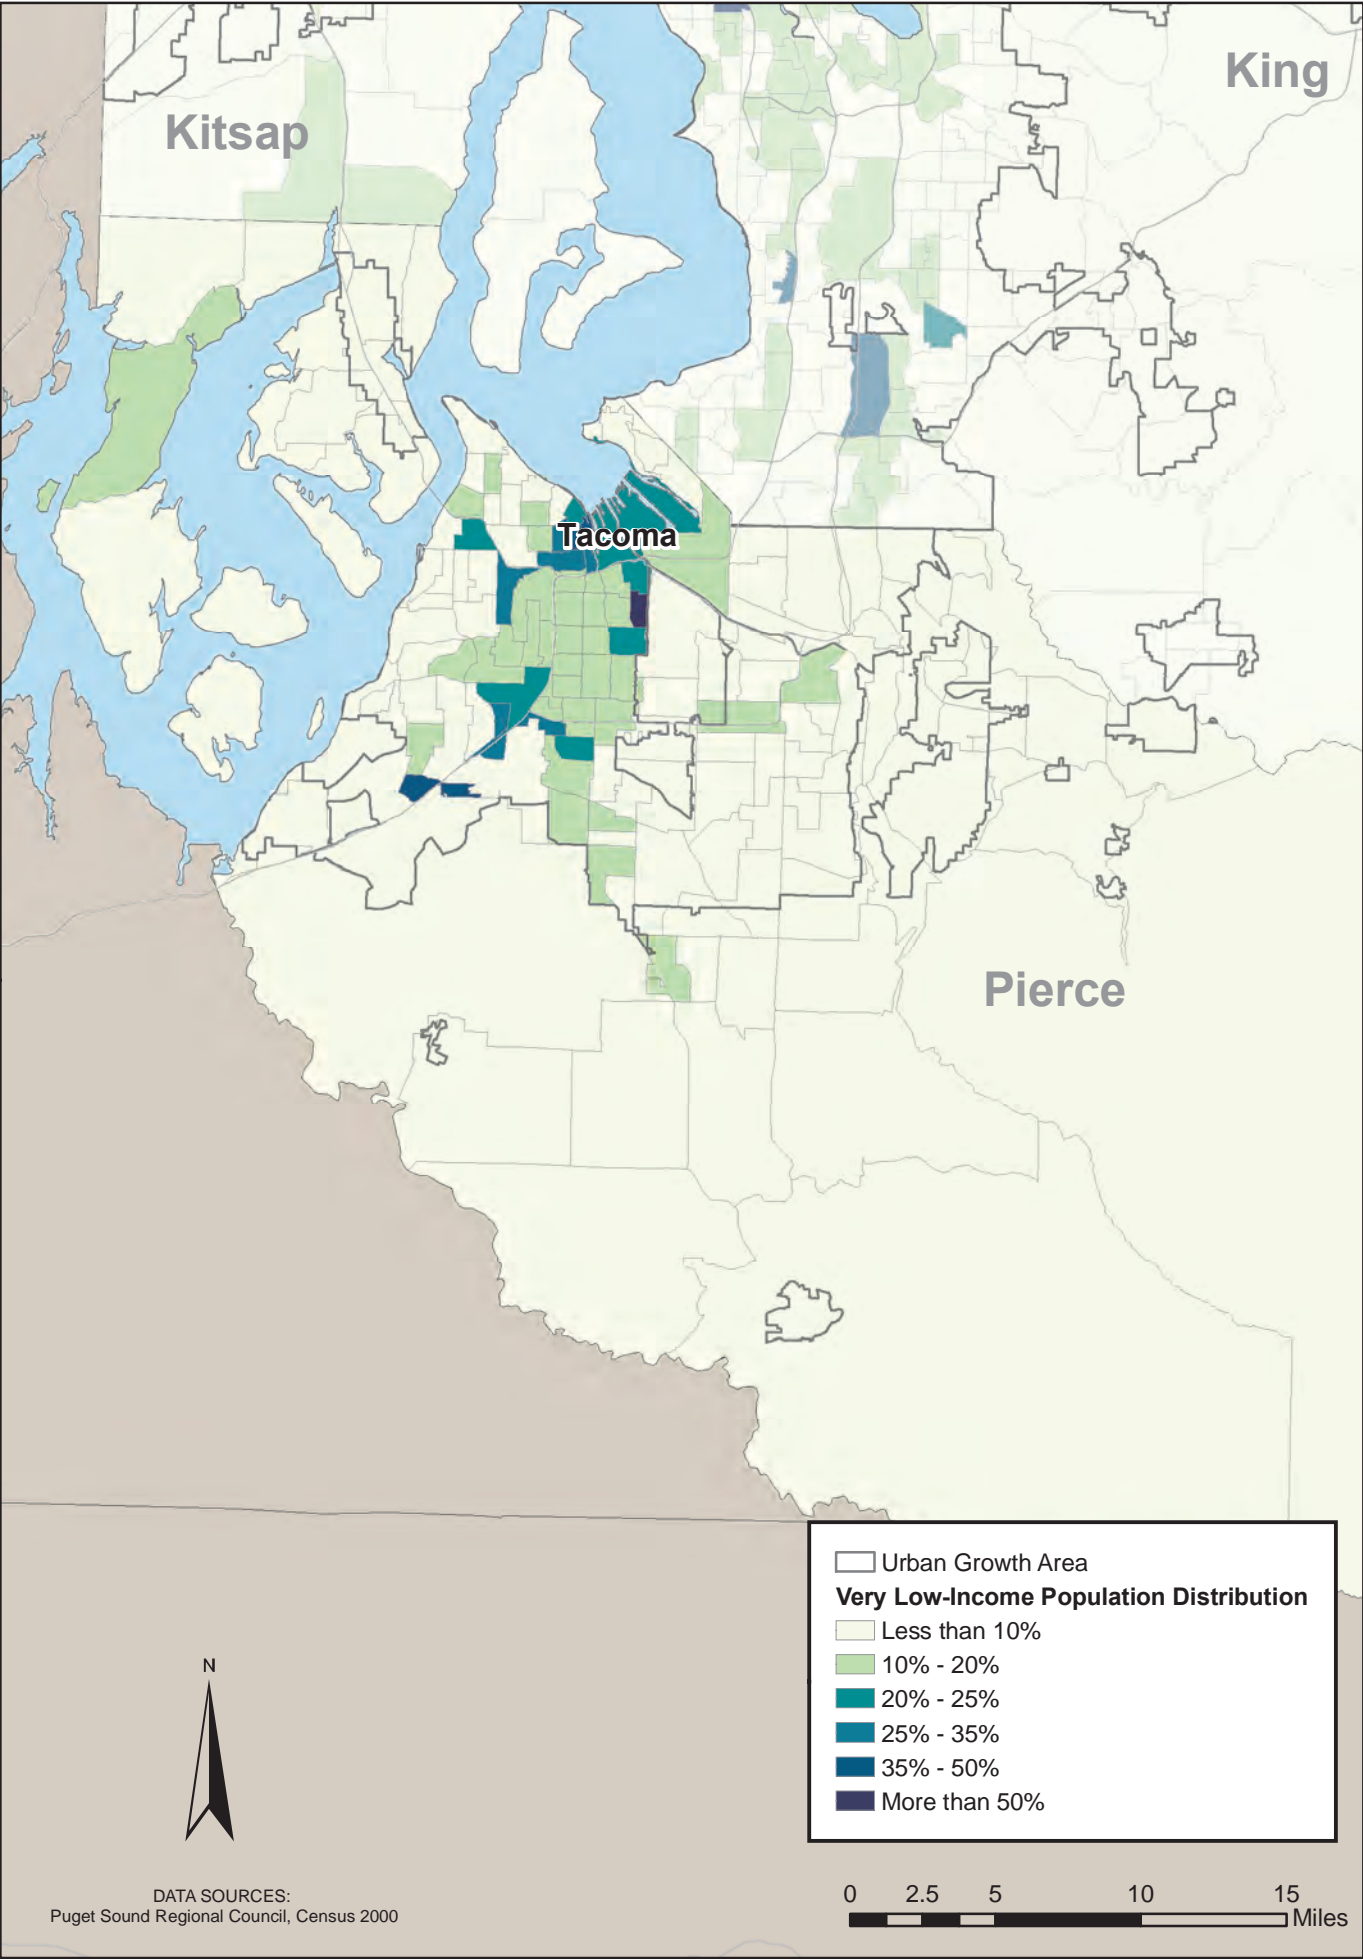 King
Kitsap
Tacoma
Pierce
Urban Growth Area
Very Low-Income Population Distribution
Less than 10%
10% - 20%
20% - 25%
25% - 35%
35% - 50%
More than 50%
N
DATA SOURCES:
Puget Sound Regional Council, Census 2000
0 2.5 5 10 15
Miles